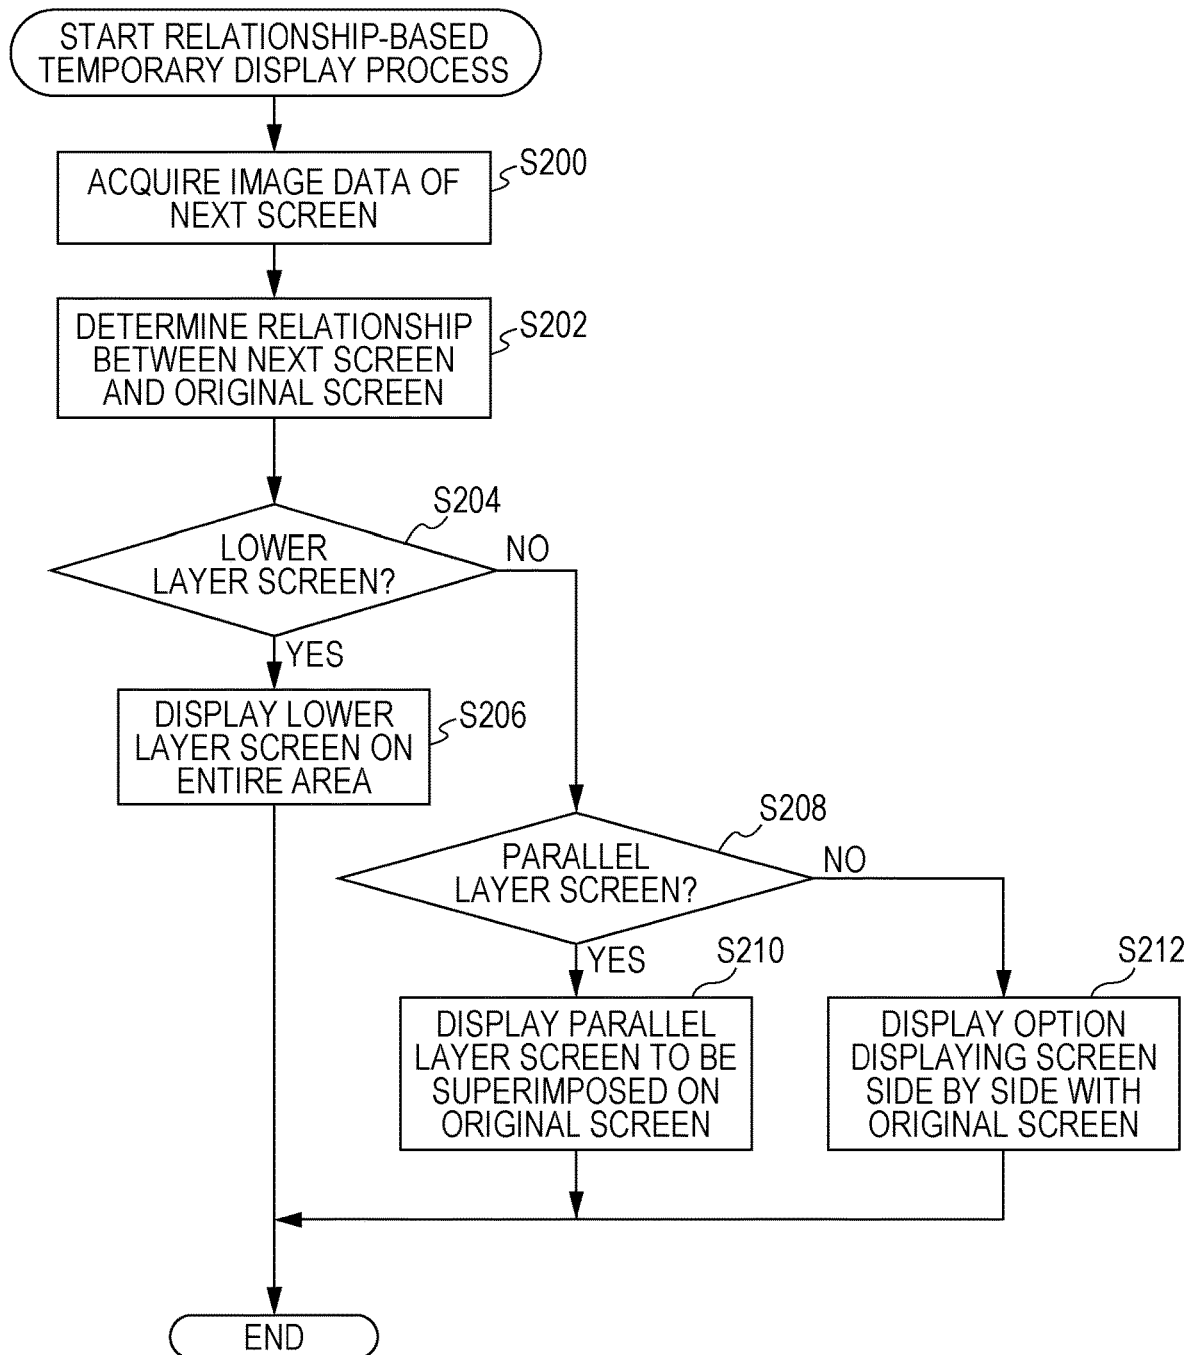 START RELATIONSHIP-BASED
TEMPORARY DISPLAY PROCESS
S200
ACQUIRE IMAGE DATA OF
NEXT SCREEN
S202
DETERMINE RELATIONSHIP
BETWEEN NEXT SCREEN
AND ORIGINAL SCREEN
S204
LOWER
LAYER SCREEN?
NO
YES
S206
DISPLAY LOWER
LAYER SCREEN ON
ENTIRE AREA
S208
PARALLEL
LAYER SCREEN?
NO
YES
S210
DISPLAY PARALLEL
LAYER SCREEN TO BE
SUPERIMPOSED ON
ORIGINAL SCREEN
S212
DISPLAY OPTION
DISPLAYING SCREEN
SIDE BY SIDE WITH
ORIGINAL SCREEN
END